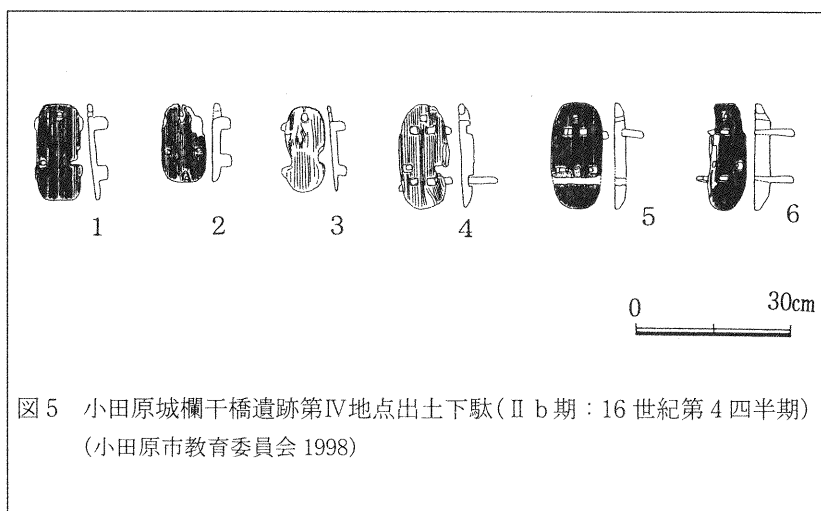 1 2 3 4 5 6
0 30cm
図5 小田原城欄干橋遺跡第Ⅳ地点出土下駄(Ⅱb期：16世紀第4四半期)
(小田原市教育委員会 1998)